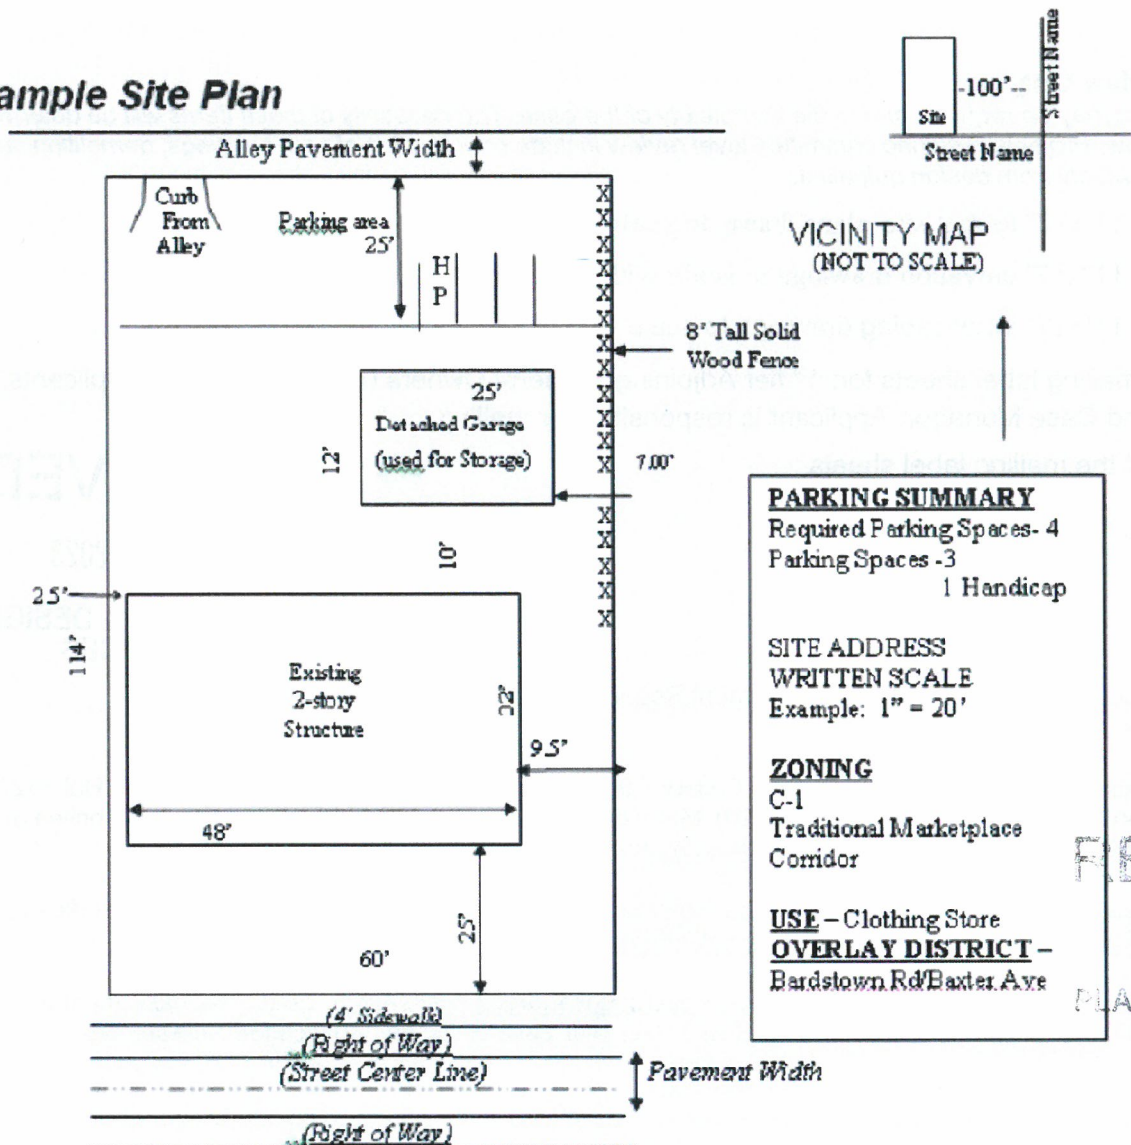 ample Site Plan
Alley Pavement Width
Curb
From
Alley
Parking area
25'
H
P
X
X
X
X
X
X
X
X
X
X
X
X
8' Tall Solid
Wood Fence
25'
Detached Garage
(used for Storage)
12'
7.00'
X
X
X
X
X
10'
2.5'
114'
Existing
2-story
Structure
32'
9.5'
48'
25'
60'
(4' Sidewalk)
(Right of Way)
(Street Center Line)
Pavement Width
(Right of Way)
Site
-100'--
Street Name
Street Name
VICINITY MAP
(NOT TO SCALE)
PARKING SUMMARY
Required Parking Spaces- 4
Parking Spaces -3
1 Handicap
SITE ADDRESS
WRITTEN SCALE
Example: 1" = 20'
ZONING
C-1
Traditional Marketplace
Corridor
USE – Clothing Store
OVERLAY DISTRICT –
Bardstown Rd/Baxter Ave
RE
PLA